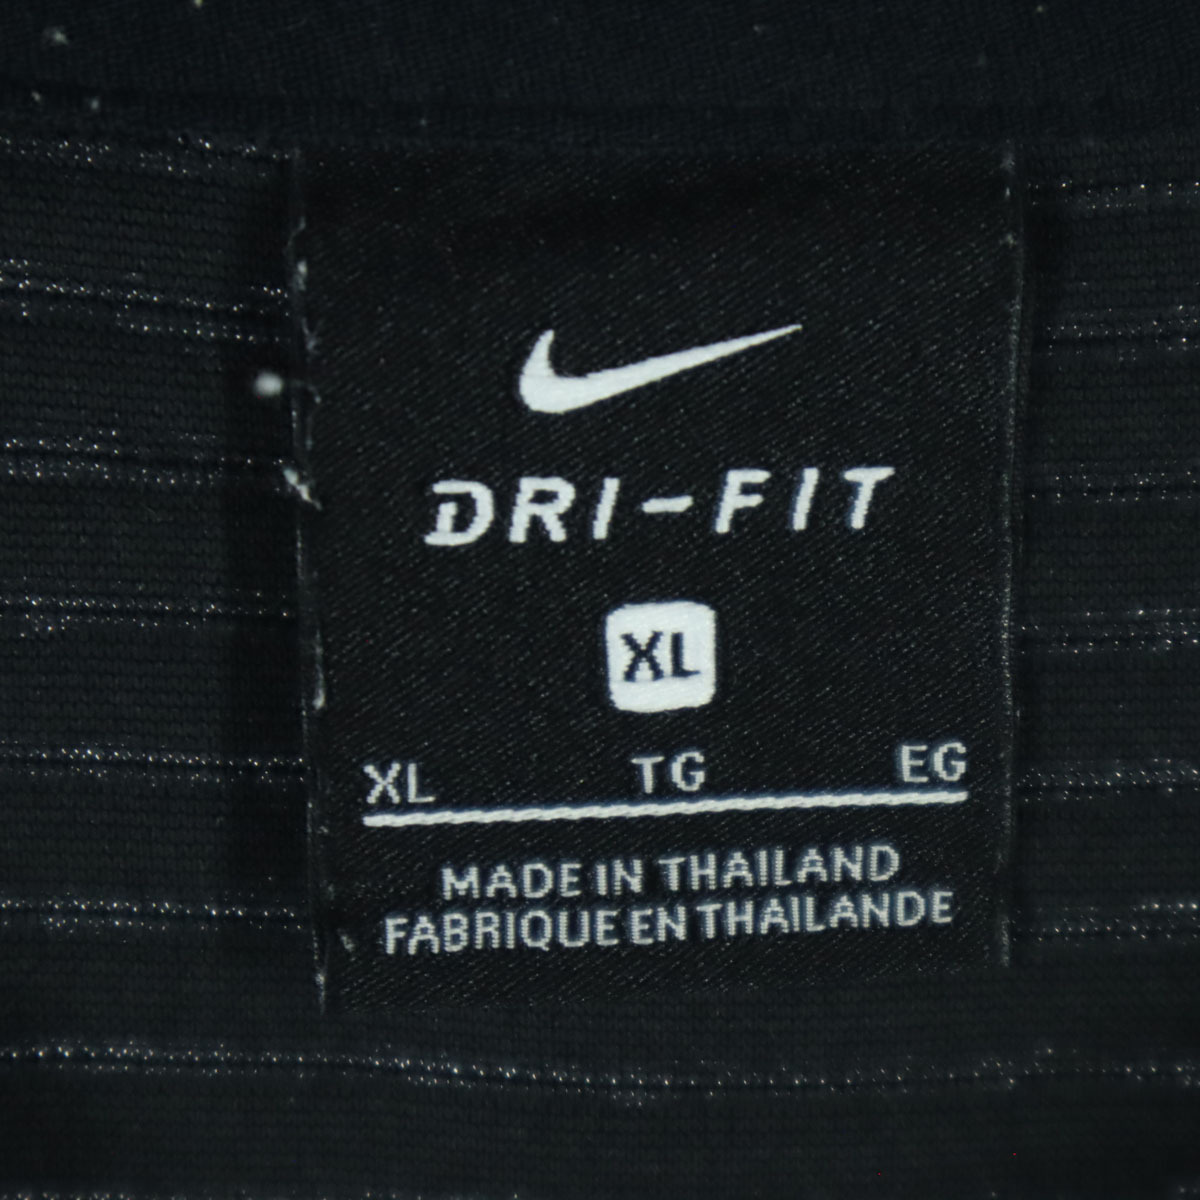 DRI-FIT
XL
XL TG EG
MADE IN THAILAND
FABRIQUE EN THAILANDE